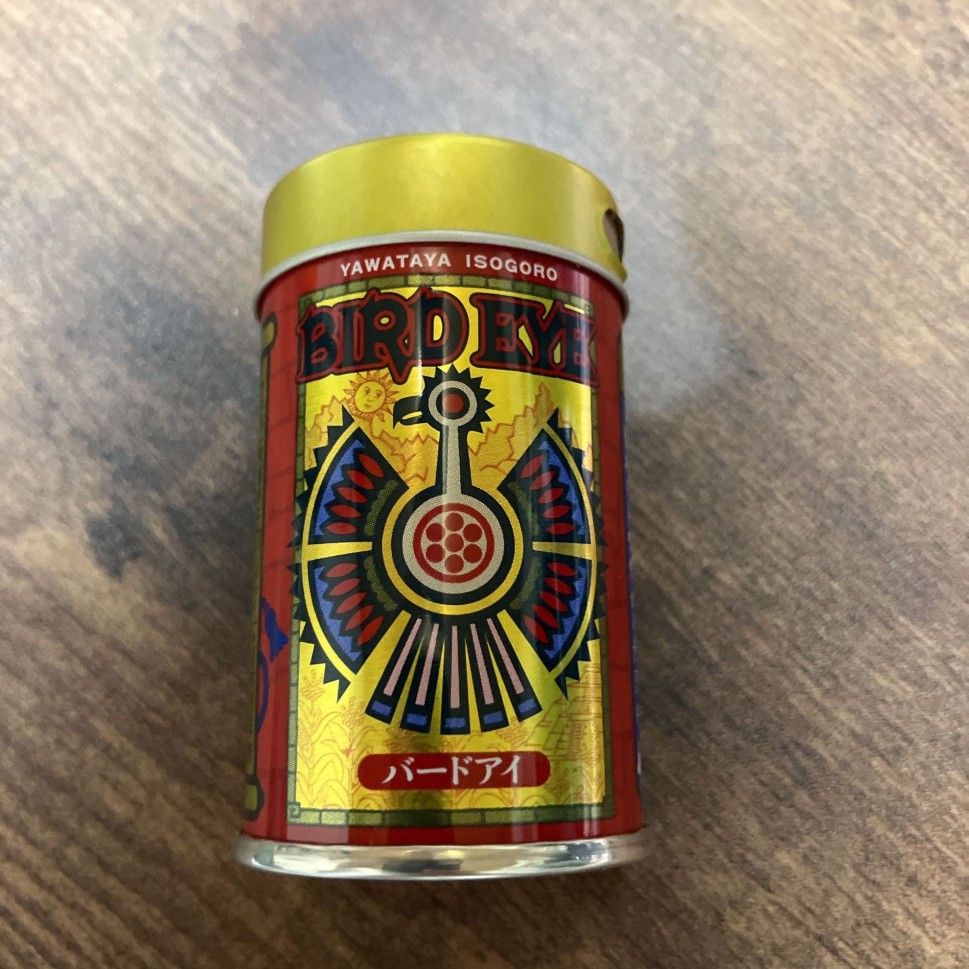 YAWATAYA ISOGORO
BIRD EYE
バードアイ